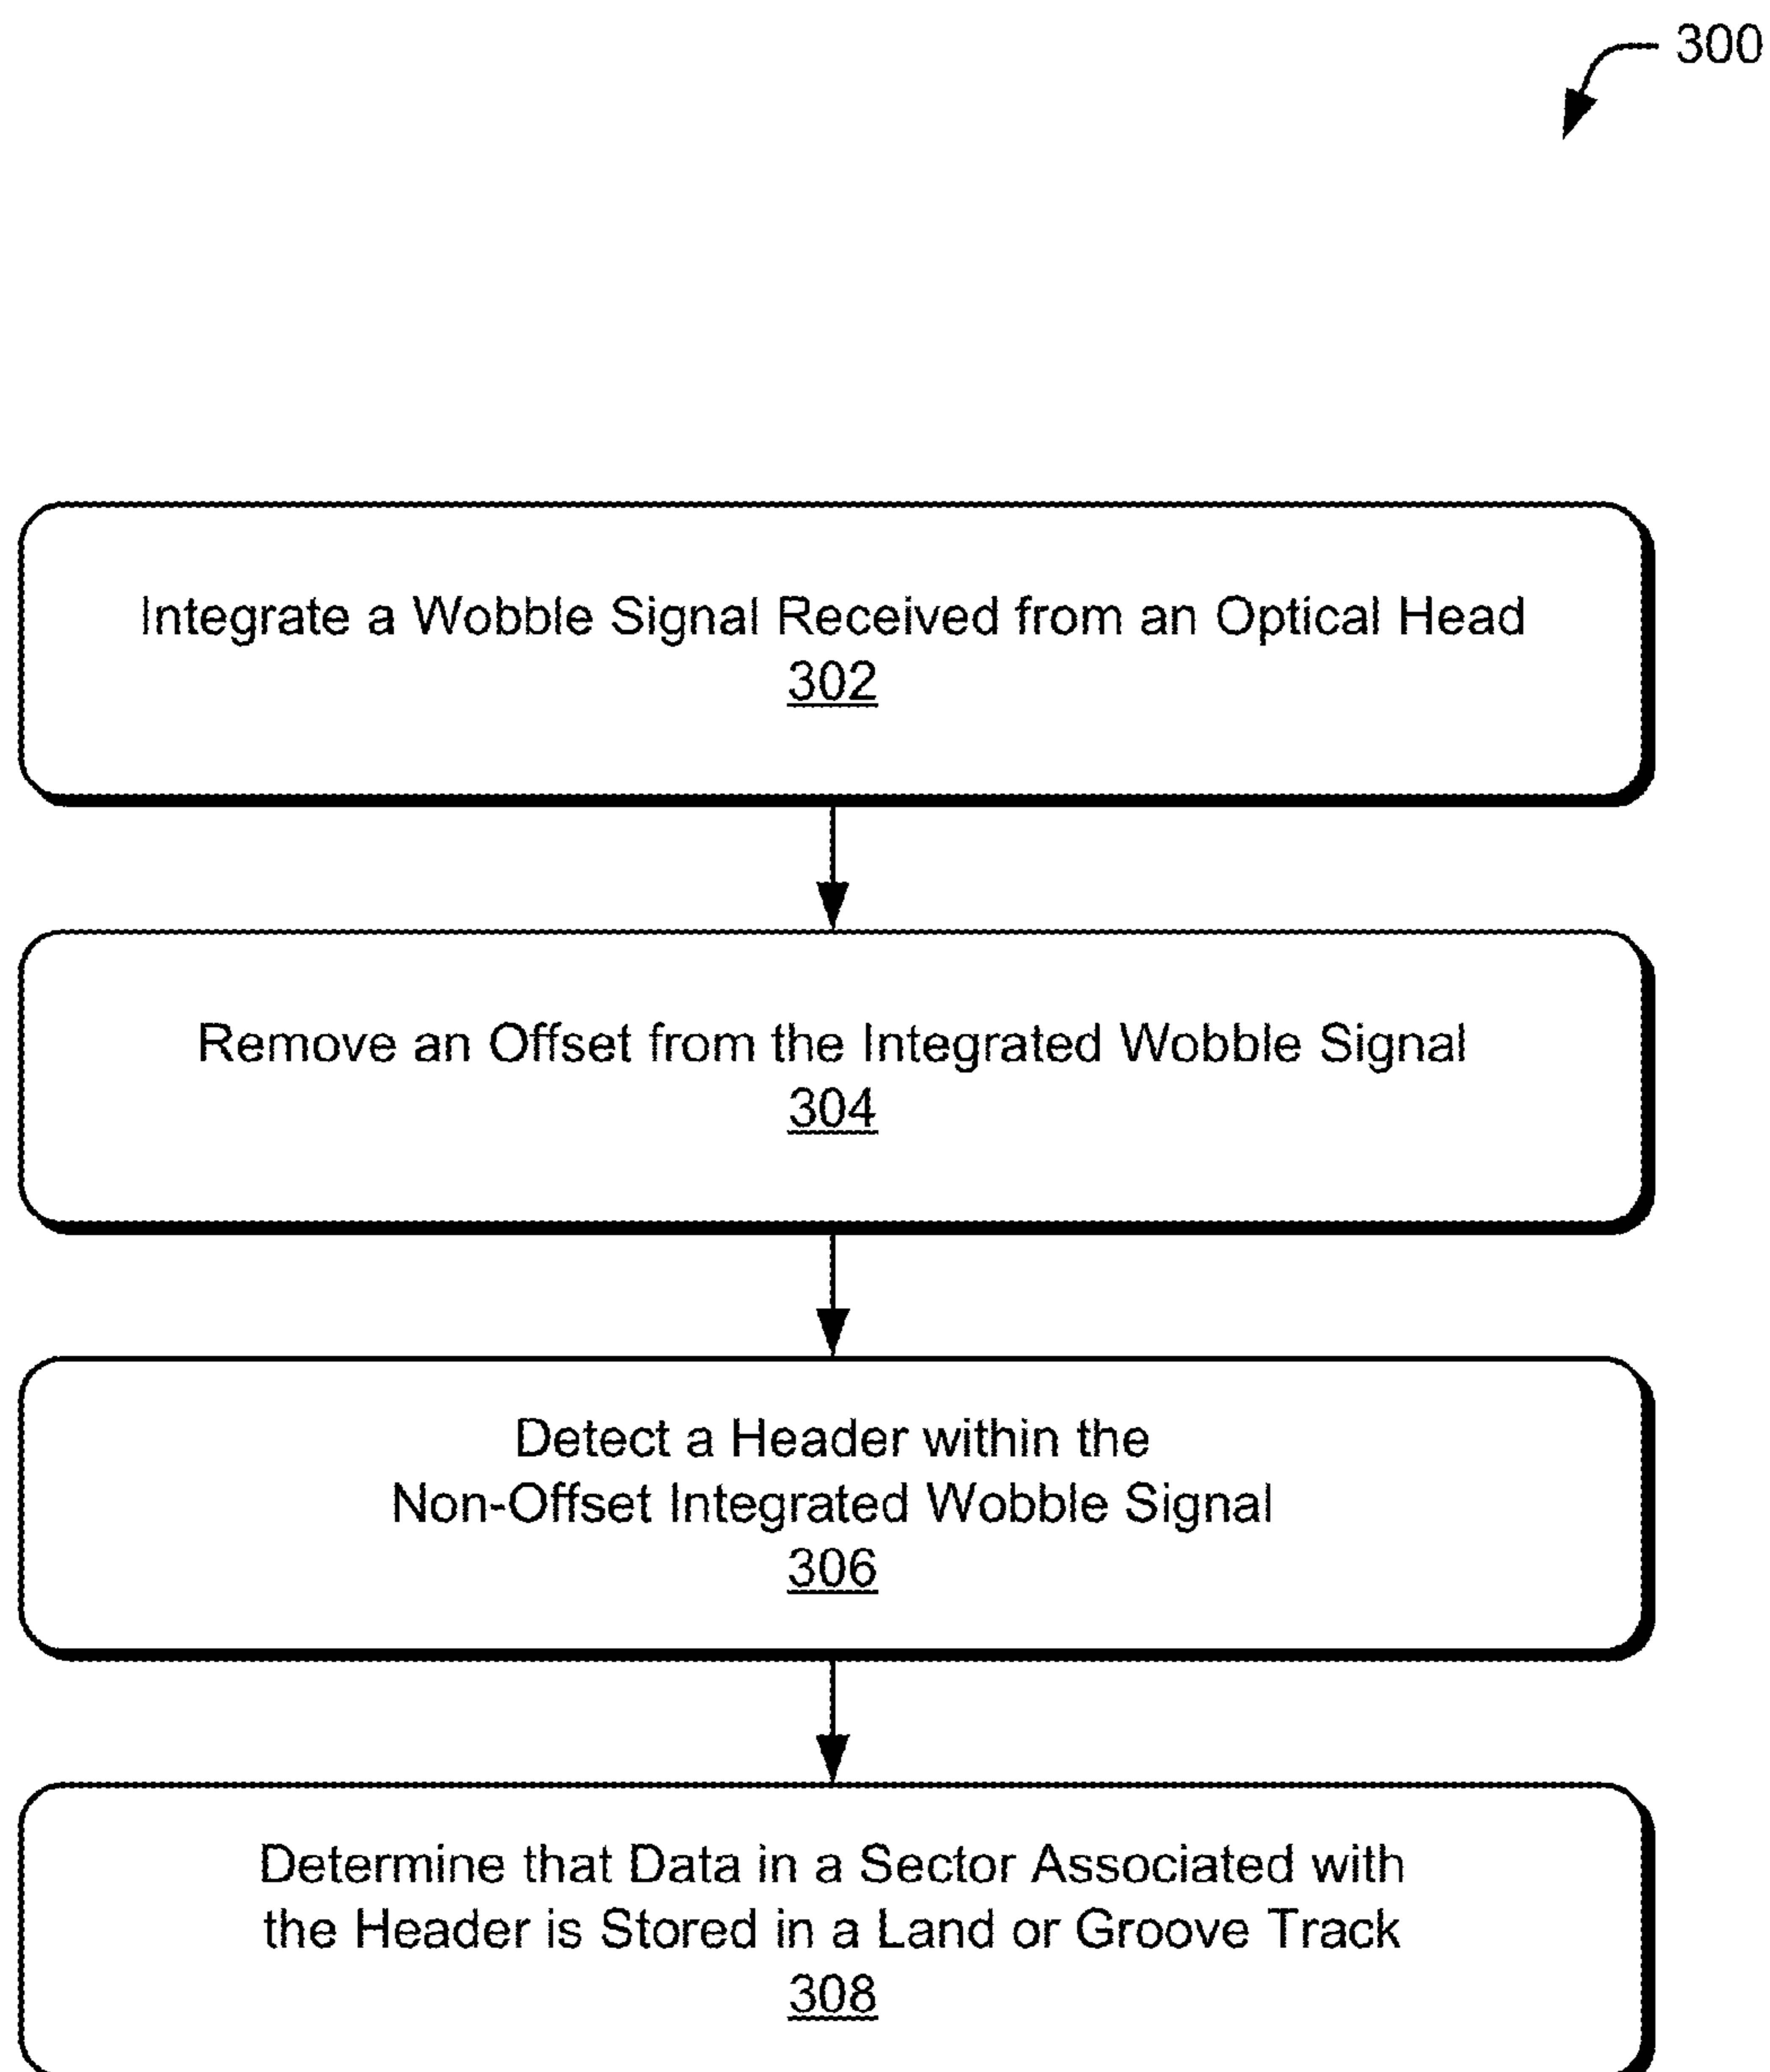 300
Integrate a Wobble Signal Received from an Optical Head
302
Remove an Offset from the Integrated Wobble Signal
304
Detect a Header within the
Non-Offset Integrated Wobble Signal
306
Determine that Data in a Sector Associated with
the Header is Stored in a Land or Groove Track
308